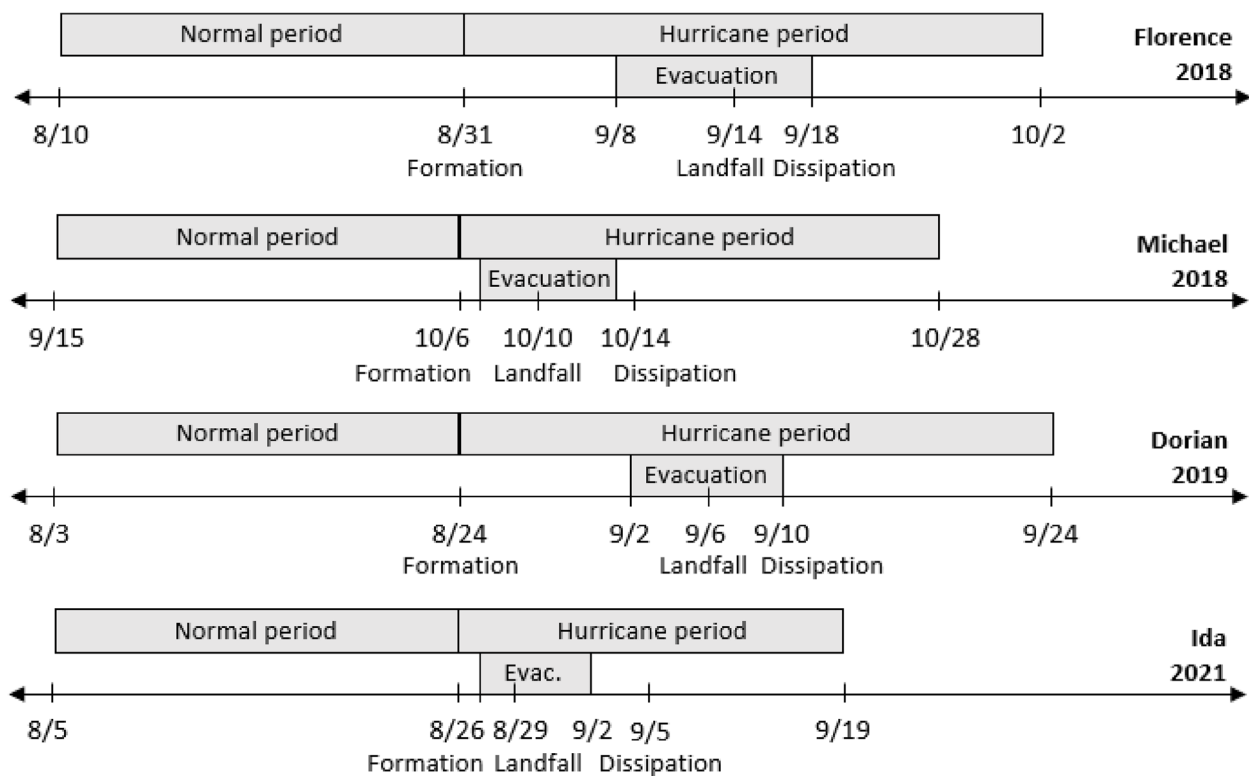 Normal period Hurricane period Florence
Evacuation 2018
8/10 8/31 9/8 9/14 9/18 10/2
Formation Landfall Dissipation
Normal period Hurricane period Michael
Evacuation 2018
9/15 10/6 10/10 10/14 10/28
Formation Landfall Dissipation
Normal period Hurricane period Dorian
Evacuation 2019
8/3 8/24 9/2 9/6 9/10 9/24
Formation Landfall Dissipation
Normal period Hurricane period Ida
Evac. 2021
8/5 8/26 8/29 9/2 9/5 9/19
Formation Landfall Dissipation